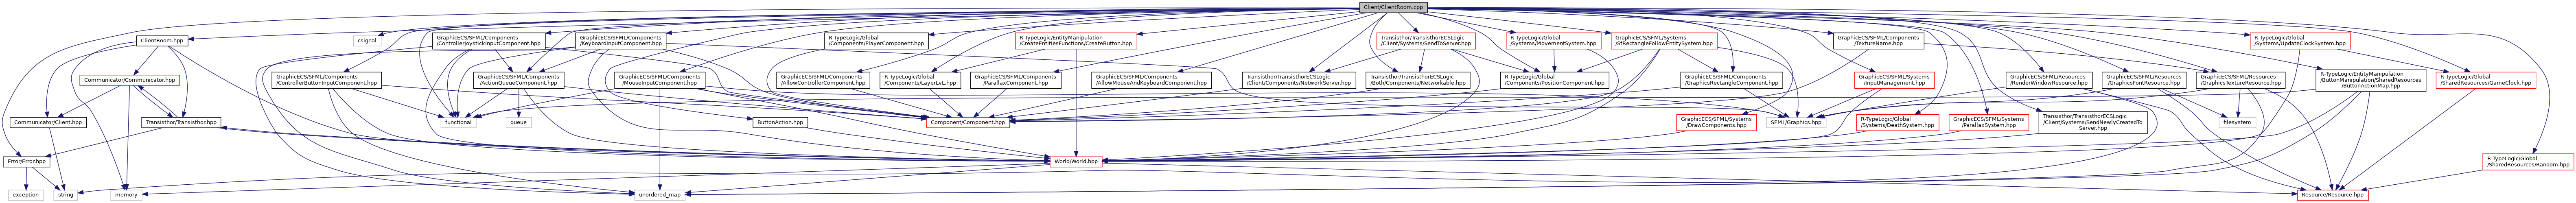 Client/ClientRoom.cpp
csignal
ClientRoom.hpp
GraphicECS/SFML/Components
/ControllerJoystickInputComponent.hpp
GraphicECS/SFML/Components
/KeyboardInputComponent.hpp
R-TypeLogic/Global
/Components/PlayerComponent.hpp
R-TypeLogic/EntityManipulation
/CreateEntitiesFunctions/CreateButton.hpp
Transisthor/TransisthorECSLogic
/Client/Systems/SendToServer.hpp
R-TypeLogic/Global
/Systems/MovementSystem.hpp
GraphicECS/SFML/Systems
/SfRectangleFollowEntitySystem.hpp
GraphicECS/SFML/Components
/TextureName.hpp
R-TypeLogic/Global
/Systems/UpdateClockSystem.hpp
Communicator/Communicator.hpp
GraphicECS/SFML/Components
/ControllerButtonInputComponent.hpp
GraphicECS/SFML/Components
/ActionQueueComponent.hpp
GraphicECS/SFML/Components
/MouseInputComponent.hpp
GraphicECS/SFML/Components
/AllowControllerComponent.hpp
R-TypeLogic/Global
/Components/LayerLvL.hpp
GraphicECS/SFML/Components
/ParallaxComponent.hpp
GraphicECS/SFML/Components
/AllowMouseAndKeyboardComponent.hpp
Transisthor/TransisthorECSLogic
/Client/Components/NetworkServer.hpp
Transisthor/TransisthorECSLogic
/Both/Components/Networkable.hpp
R-TypeLogic/Global
/Components/PositionComponent.hpp
GraphicECS/SFML/Components
/GraphicsRectangleComponent.hpp
GraphicECS/SFML/Systems
/InputManagement.hpp
GraphicECS/SFML/Resources
/RenderWindowResource.hpp
GraphicECS/SFML/Resources
/GraphicsFontResource.hpp
GraphicECS/SFML/Resources
/GraphicsTextureResource.hpp
R-TypeLogic/EntityManipulation
/ButtonManipulation/SharedResources
/ButtonActionMap.hpp
R-TypeLogic/Global
/SharedResources/GameClock.hpp
Communicator/Client.hpp
Transisthor/Transisthor.hpp
functional
queue
ButtonAction.hpp
Component/Component.hpp
GraphicECS/SFML/Systems
/DrawComponents.hpp
SFML/Graphics.hpp
R-TypeLogic/Global
/Systems/DeathSystem.hpp
GraphicECS/SFML/Systems
/ParallaxSystem.hpp
Transisthor/TransisthorECSLogic
/Client/Systems/SendNewlyCreatedTo
Server.hpp
filesystem
Error/Error.hpp
World/World.hpp
R-TypeLogic/Global
/SharedResources/Random.hpp
exception
string
memory
unordered_map
Resource/Resource.hpp